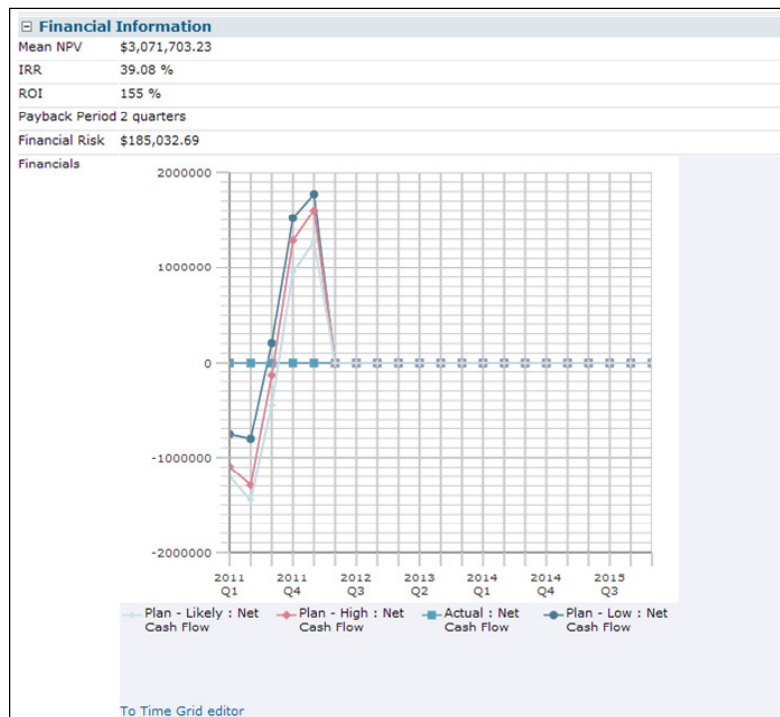 Financial Information
Mean NPV $3,071,703.23
IRR 39.08 %
ROI 155 %
Payback Period 2 quarters
Financial Risk $185,032.69
Financials
2000000
1000000
0
-1000000
-2000000
2011 2011 2012 2013 2014 2014 2015
Q1 Q4 Q3 Q2 Q1 Q4 Q3
Plan - Likely : Net Plan - High : Net Actual : Net Plan - Low : Net
Cash Flow Cash Flow Cash Flow Cash Flow
To Time Grid editor